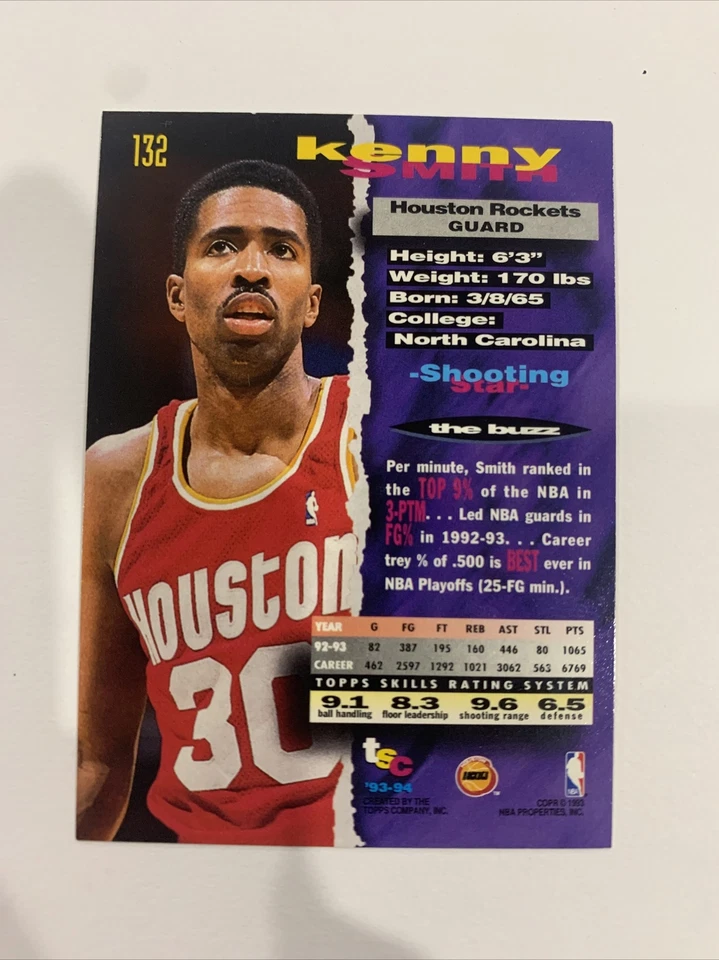 132
kenny
SMITH
Houston Rockets
GUARD
Height: 6'3"
Weight: 170 lbs
Born: 3/8/65
College:
North Carolina
-Shooting
Star-
the buzz
Per minute, Smith ranked in
the TOP 9% of the NBA in
3-PTM. . . Led NBA guards in
FG% in 1992-93. . . Career
trey % of .500 is BEST ever in
NBA Playoffs (25-FG min.).
HOUSTON
30
YEAR G FG FT REB AST STL PTS
92-93 82 387 195 160 446 80 1065
CAREER 462 2597 1292 1021 3062 563 6769
TOPPS SKILLS RATING SYSTEM
9.1 8.3 9.6 6.5
ball handling floor leadership shooting range defense
tsc
'93-94
CREATED BY THE
TOPPS COMPANY, INC.
TM
NBA
COPR © 1993
NBA PROPERTIES, INC.